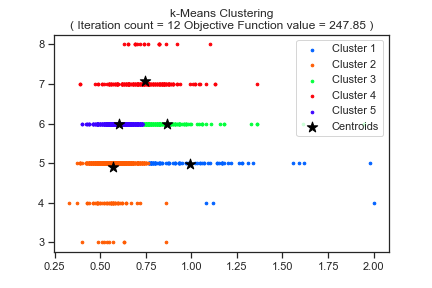 k-Means Clustering
( Iteration count = 12 Objective Function value = 247.85 )
8
7
6
5
4
3
Cluster 1
Cluster 2
Cluster 3
Cluster 4
Cluster 5
Centroids
0.25 0.50 0.75 1.00 1.25 1.50 1.75 2.00